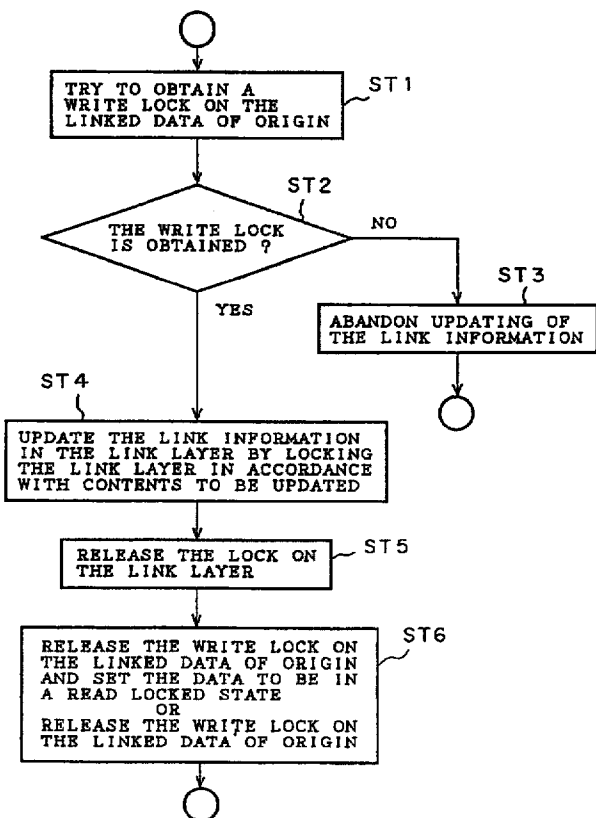 TRY TO OBTAIN A
WRITE LOCK ON THE
LINKED DATA OF ORIGIN
ST1
ST2
THE WRITE LOCK
IS OBTAINED ?
NO
YES
ST3
ABANDON UPDATING OF
THE LINK INFORMATION
ST4
UPDATE THE LINK INFORMATION
IN THE LINK LAYER BY LOCKING
THE LINK LAYER IN ACCORDANCE
WITH CONTENTS TO BE UPDATED
RELEASE THE LOCK ON
THE LINK LAYER
ST5
RELEASE THE WRITE LOCK ON
THE LINKED DATA OF ORIGIN
AND SET THE DATA TO BE IN
A READ LOCKED STATE
OR
RELEASE THE WRITE LOCK ON
THE LINKED DATA OF ORIGIN
ST6